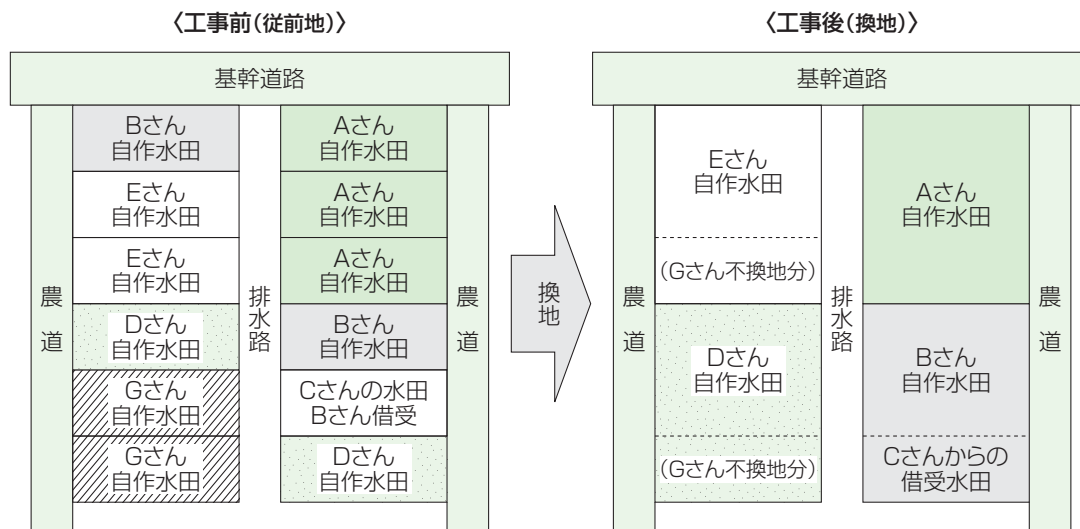 〈工事前(従前地)〉
基幹道路
農道
Bさん
自作水田
Eさん
自作水田
Eさん
自作水田
Dさん
自作水田
Gさん
自作水田
Gさん
自作水田
排水路
Aさん
自作水田
Aさん
自作水田
Aさん
自作水田
Bさん
自作水田
Cさんの水田
Bさん借受
Dさん
自作水田
農道
換地
〈工事後(換地)〉
基幹道路
農道
Eさん
自作水田
(Gさん不換地分)
Dさん
自作水田
(Gさん不換地分)
排水路
Aさん
自作水田
Bさん
自作水田
Cさんからの
借受水田
農道